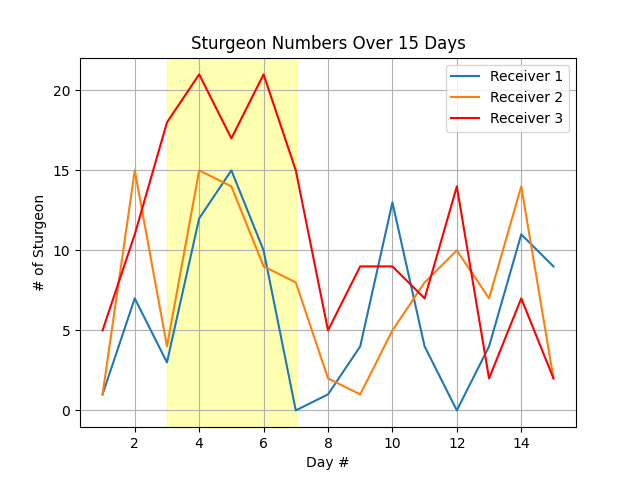 Sturgeon Numbers Over 15 Days
Receiver 1
Receiver 2
Receiver 3
# of Sturgeon
20
15
10
5
0
2 4 6 8 10 12 14
Day #